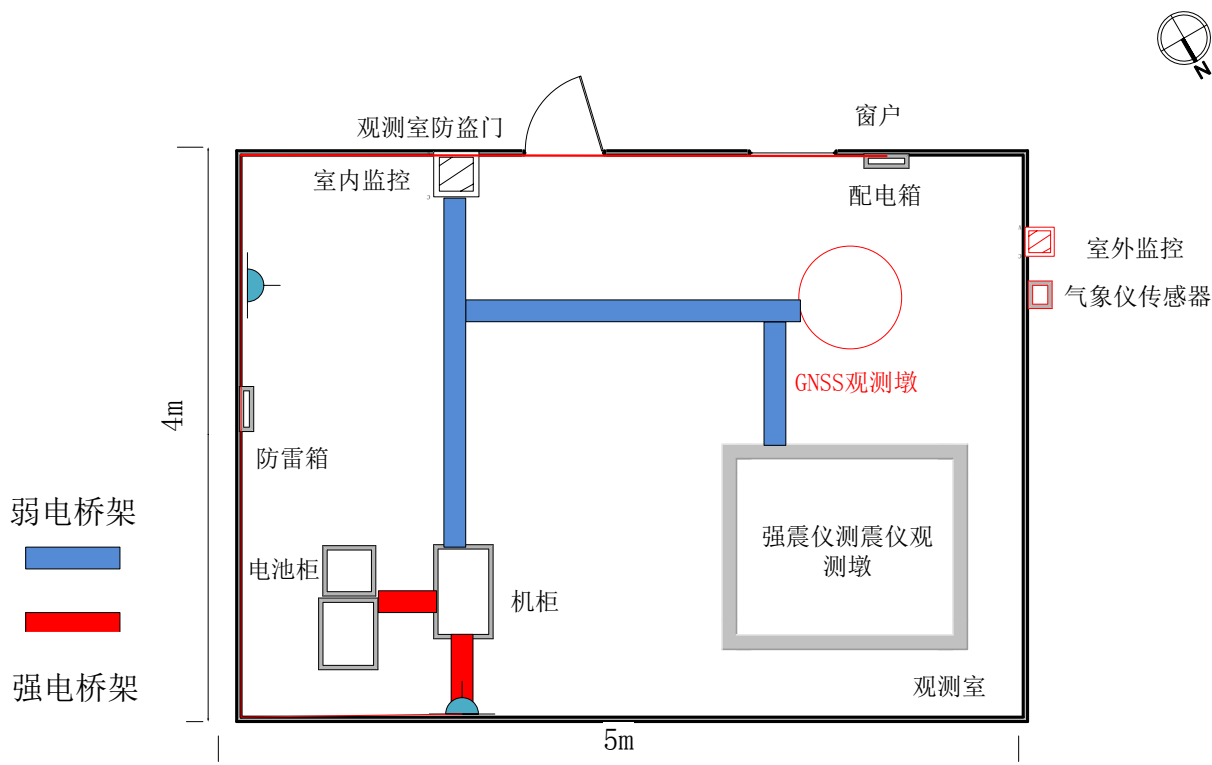 N
窗户
观测室防盗门
室内监控
配电箱
室外监控
气象仪传感器
GNSS观测墩
4m
防雷箱
弱电桥架
强震仪测震仪观
测墩
电池柜
机柜
强电桥架
观测室
5m